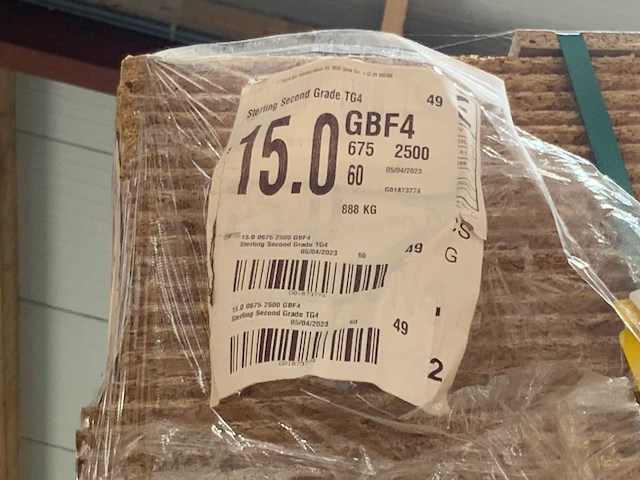 Sterling Second Grade TG4
49
15.0
GBF4
675 2500
60
05/04/2023
G01873774
888 KG
S
G
15.0 0675 2500 GBF4
Sterling Second Grade TG4
05/04/2023 60
49
G01873774
15.0 0675 2500 GBF4
Sterling Second Grade TG4
05/04/2023 60
49
G01873774
2